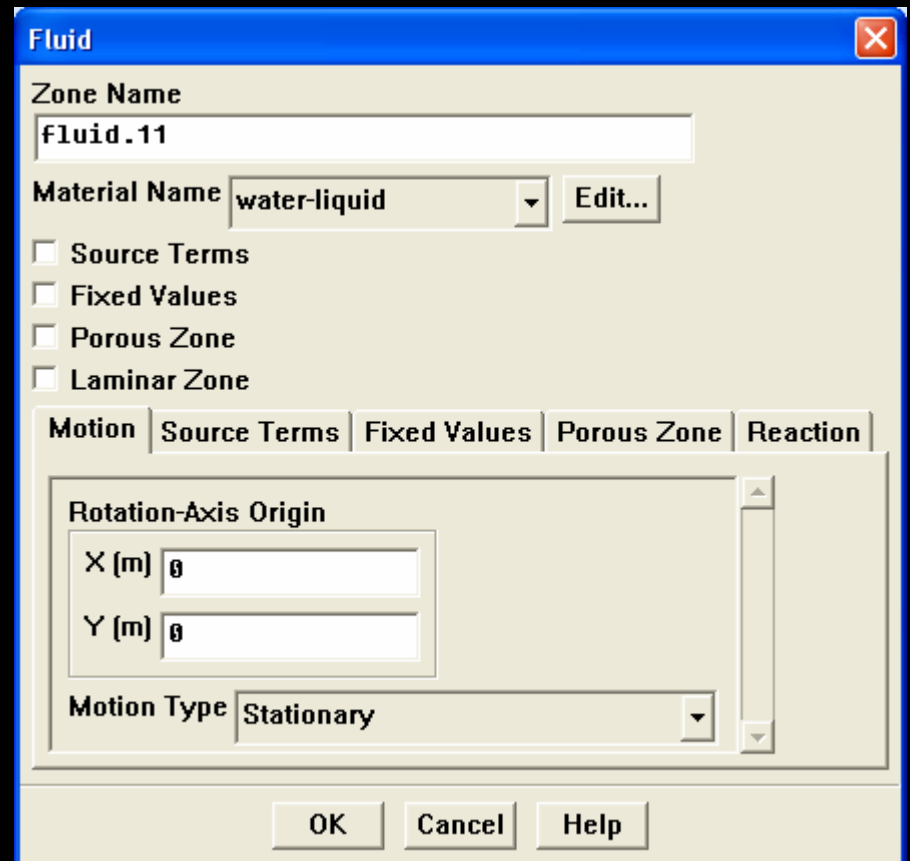 Fluid
Zone Name
fluid.11
Material Name water-liquid Edit...
Source Terms
Fixed Values
Porous Zone
Laminar Zone
Motion Source Terms Fixed Values Porous Zone Reaction
Rotation-Axis Origin
X (m) 0
Y (m) 0
Motion Type Stationary
OK Cancel Help